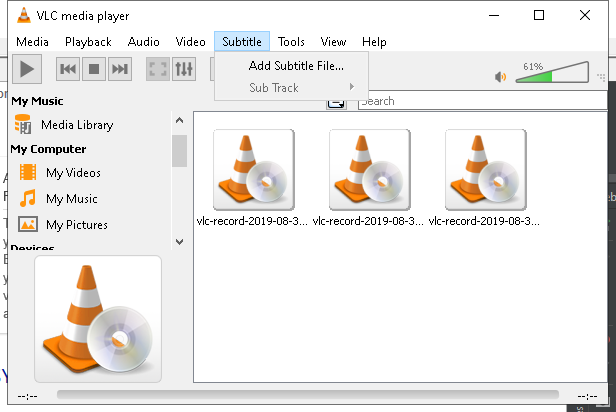 VLC media player
Media Playback Audio Video Subtitle Tools View Help
Add Subtitle File...
Sub Track
61%
Search
My Music
Media Library
My Computer
My Videos
My Music
My Pictures
Devices
vlc-record-2019-08-3... vlc-record-2019-08-3... vlc-record-2019-08-3...
--:-- --:--